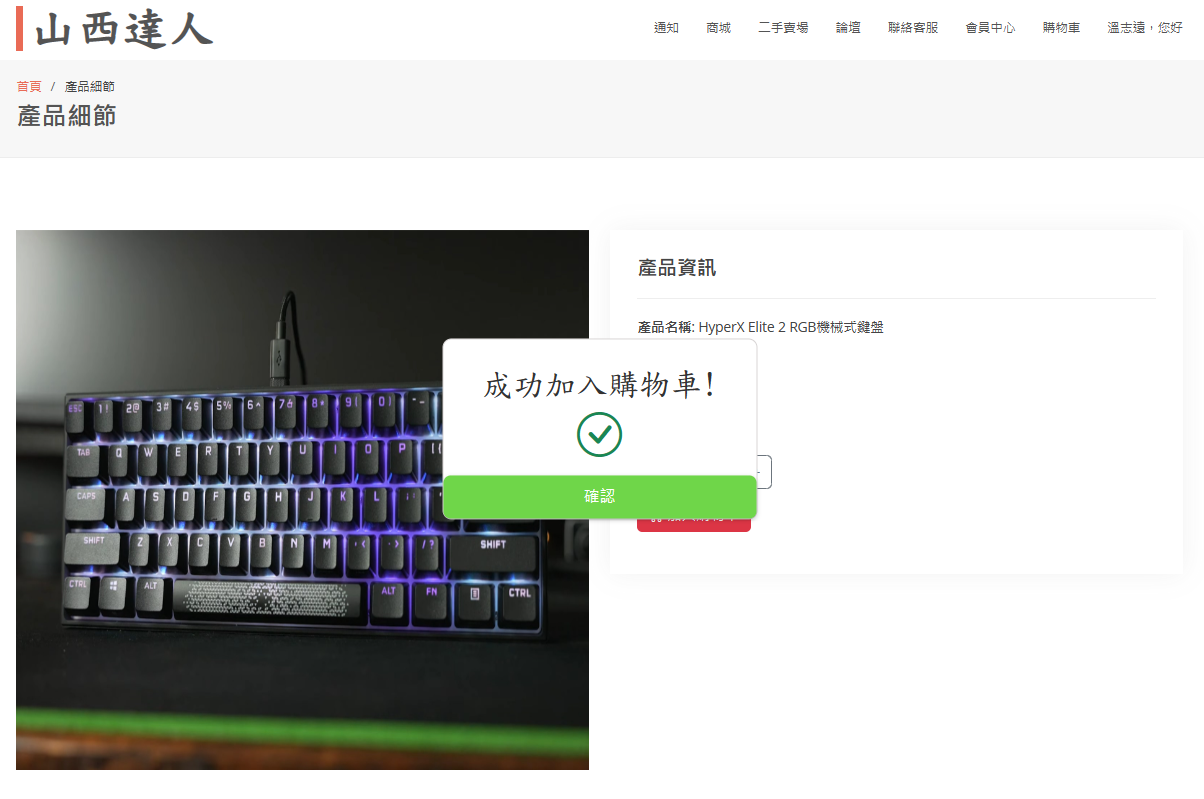 山西達人
通知 商城 二手賣場 論壇 聯絡客服 會員中心 購物車 溫志遠，您好
首頁 / 產品細節
產品細節
產品資訊
產品名稱: HyperX Elite 2 RGB機械式鍵盤
成功加入購物車!
確認
ESC 1! 2@ 3# 4$ 5% 6^ 7& 8* 9( 0) -_
TAB Q W E R T Y U I O P [{
CAPS A S D F G H J K L ;:
SHIFT Z X C V B N M ,< .> /? SHIFT
CTRL ALT ALT FN CTRL